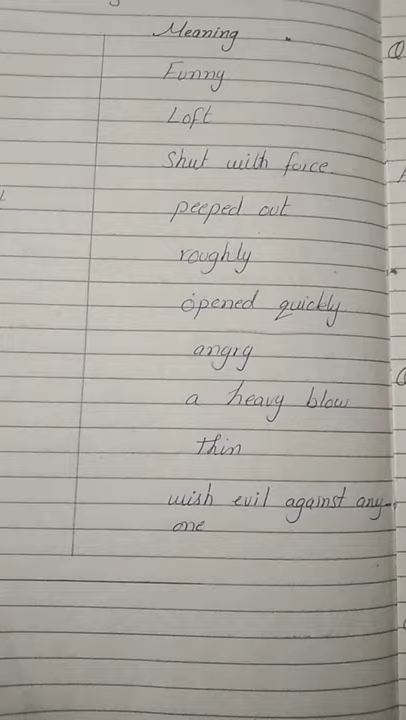 Meaning
Funny
Loft
Shut with force
peeped out
roughly
opened quickly
angry
a heavy blow
thin
wish evil against any-
one